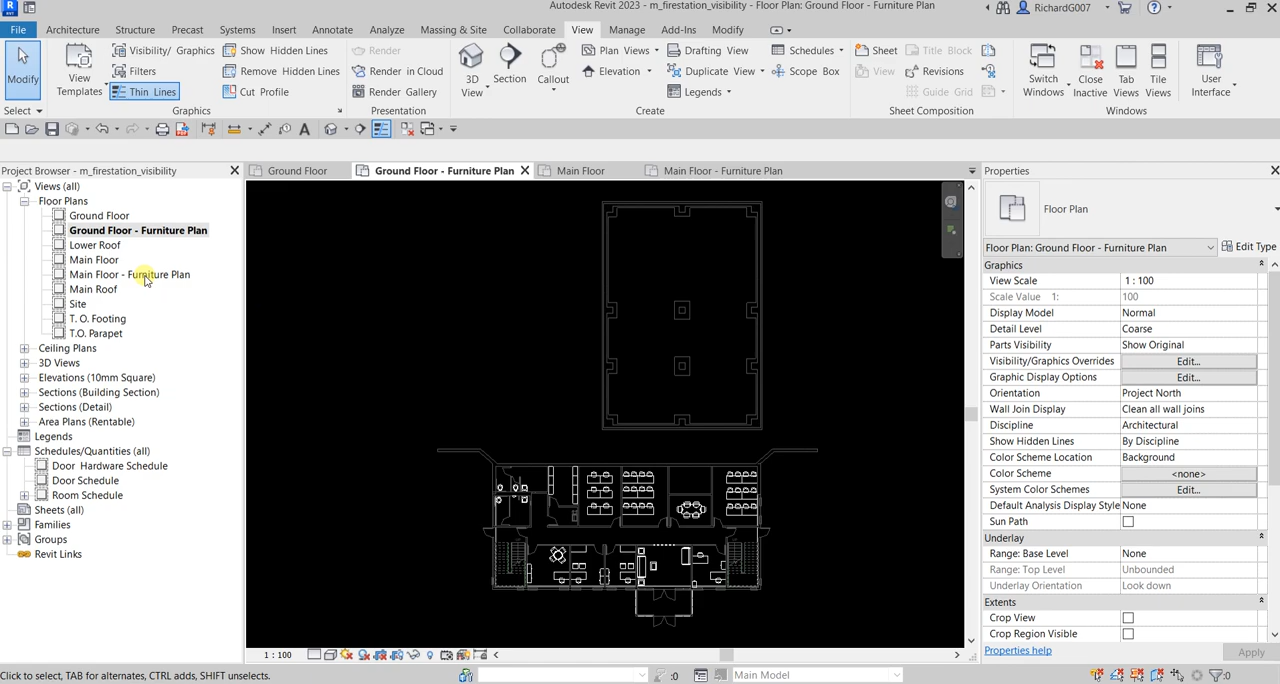 Autodesk Revit 2023 - m_firestation_visibility - Floor Plan: Ground Floor - Furniture Plan
RichardG007
File Architecture Structure Precast Systems Insert Annotate Analyze Massing & Site Collaborate View Manage Add-Ins Modify
Modify
View Templates
Visibility/ Graphics
Filters
Thin Lines
Show Hidden Lines
Remove Hidden Lines
Cut Profile
Render
Render in Cloud
Render Gallery
3D View
Section
Callout
Plan Views
Elevation
Drafting View
Duplicate View
Legends
Schedules
Scope Box
Sheet
View
Title Block
Revisions
Guide Grid
Switch Windows
Close Inactive
Tab Views
Tile Views
User Interface
Select
Graphics
Presentation
Create
Sheet Composition
Windows
Project Browser - m_firestation_visibility
Views (all)
Floor Plans
Ground Floor
Ground Floor - Furniture Plan
Lower Roof
Main Floor
Main Floor - Furniture Plan
Main Roof
Site
T. O. Footing
T.O. Parapet
Ceiling Plans
3D Views
Elevations (10mm Square)
Sections (Building Section)
Sections (Detail)
Area Plans (Rentable)
Legends
Schedules/Quantities (all)
Door Hardware Schedule
Door Schedule
Room Schedule
Sheets (all)
Families
Groups
Revit Links
Ground Floor
Ground Floor - Furniture Plan
Main Floor
Main Floor - Furniture Plan
Properties
Floor Plan
Floor Plan: Ground Floor - Furniture Plan
Edit Type
Graphics
View Scale 1 : 100
Scale Value 1: 100
Display Model Normal
Detail Level Coarse
Parts Visibility Show Original
Visibility/Graphics Overrides Edit...
Graphic Display Options Edit...
Orientation Project North
Wall Join Display Clean all wall joins
Discipline Architectural
Show Hidden Lines By Discipline
Color Scheme Location Background
Color Scheme <none>
System Color Schemes Edit...
Default Analysis Display Style None
Sun Path
Underlay
Range: Base Level None
Range: Top Level Unbounded
Underlay Orientation Look down
Extents
Crop View
Crop Region Visible
Properties help
Apply
1 : 100
Click to select, TAB for alternates, CTRL adds, SHIFT unselects.
:0
Main Model
:0